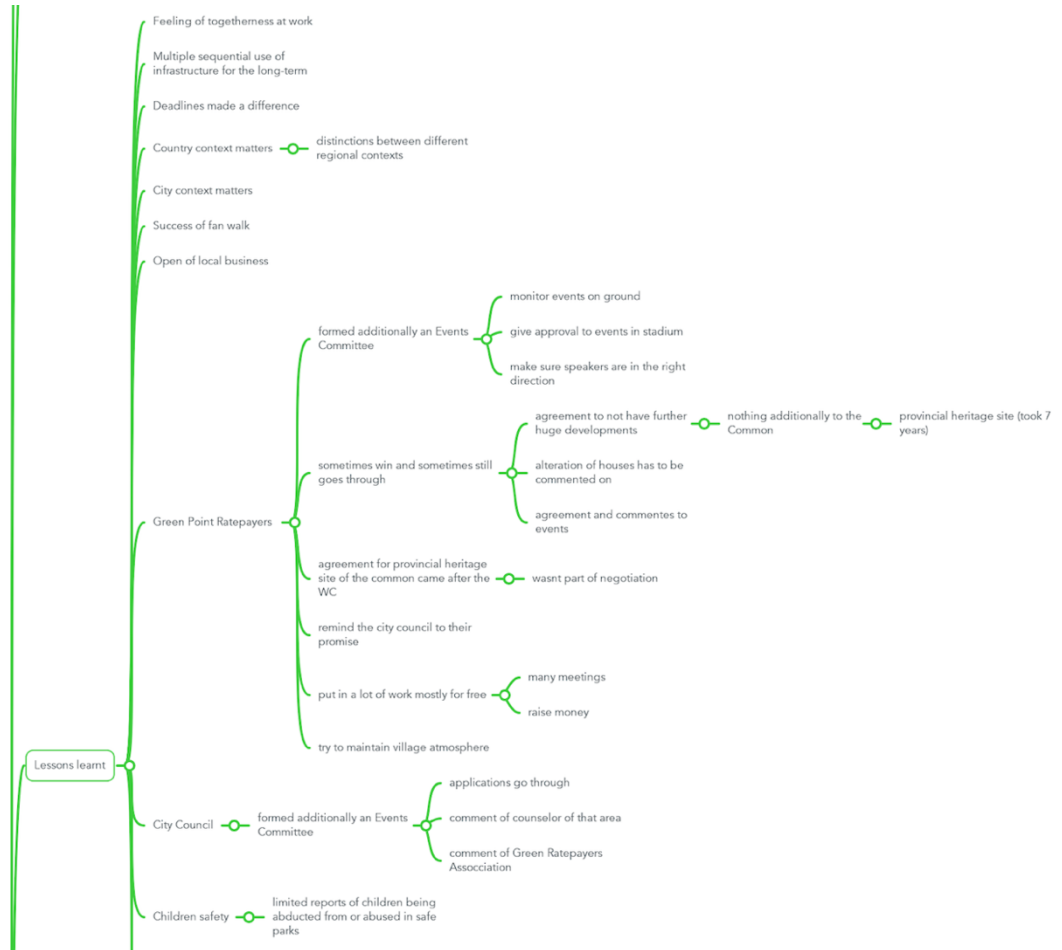 Feeling of togetherness at work
Multiple sequential use of
infrastructure for the long-term
Deadlines made a difference
Country context matters
distinctions between different
regional contexts
City context matters
Success of fan walk
Open of local business
Green Point Ratepayers
formed additionally an Events
Committee
monitor events on ground
give approval to events in stadium
make sure speakers are in the right
direction
sometimes win and sometimes still
goes through
agreement to not have further
huge developments
nothing additionally to the
Common
provincial heritage site (took 7
years)
alteration of houses has to be
commented on
agreement and commentes to
events
agreement for provincial heritage
site of the common came after the
WC
wasnt part of negotiation
remind the city council to their
promise
put in a lot of work mostly for free
many meetings
raise money
try to maintain village atmosphere
Lessons learnt
City Council
formed additionally an Events
Committee
applications go through
comment of counselor of that area
comment of Green Ratepayers
Assocciation
Children safety
limited reports of children being
abducted from or abused in safe
parks